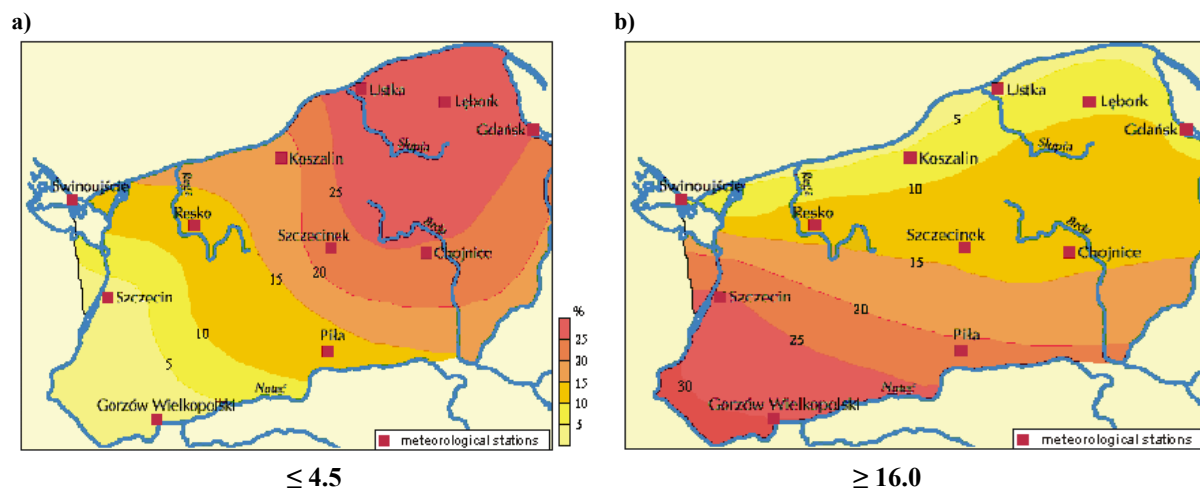 a)
Ustka
Lębork
Gdańsk
Słupia
Koszalin
Świnoujście
Rega
25
Resko
Brda
Szczecinek
Chojnice
20
15
Szczecin
%
25
20
15
10
5
10
Piła
5
Noteć
Gorzów Wielkopolski
meteorological stations
≤ 4.5
b)
Ustka
Lębork
5
Gdańsk
Słupia
Koszalin
Świnoujście
Rega
10
Resko
Brda
Szczecinek
Chojnice
15
Szczecin
20
25
Piła
30
Noteć
Gorzów Wielkopolski
meteorological stations
≥ 16.0